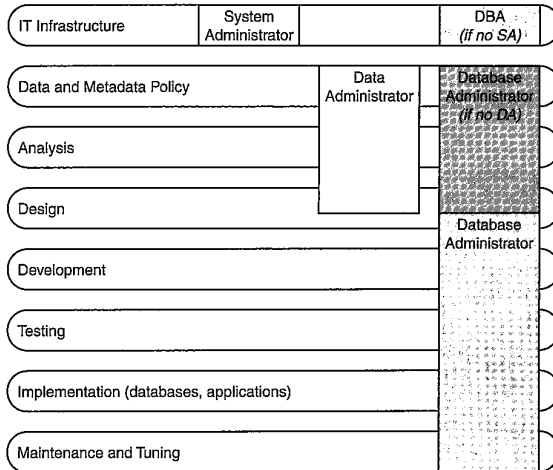 IT Infrastructure
System
Administrator
DBA
(if no SA)
Data and Metadata Policy
Data
Administrator
Database
Administrator
(if no DA)
Analysis
Design
Database
Administrator
Development
Testing
Implementation (databases, applications)
Maintenance and Tuning